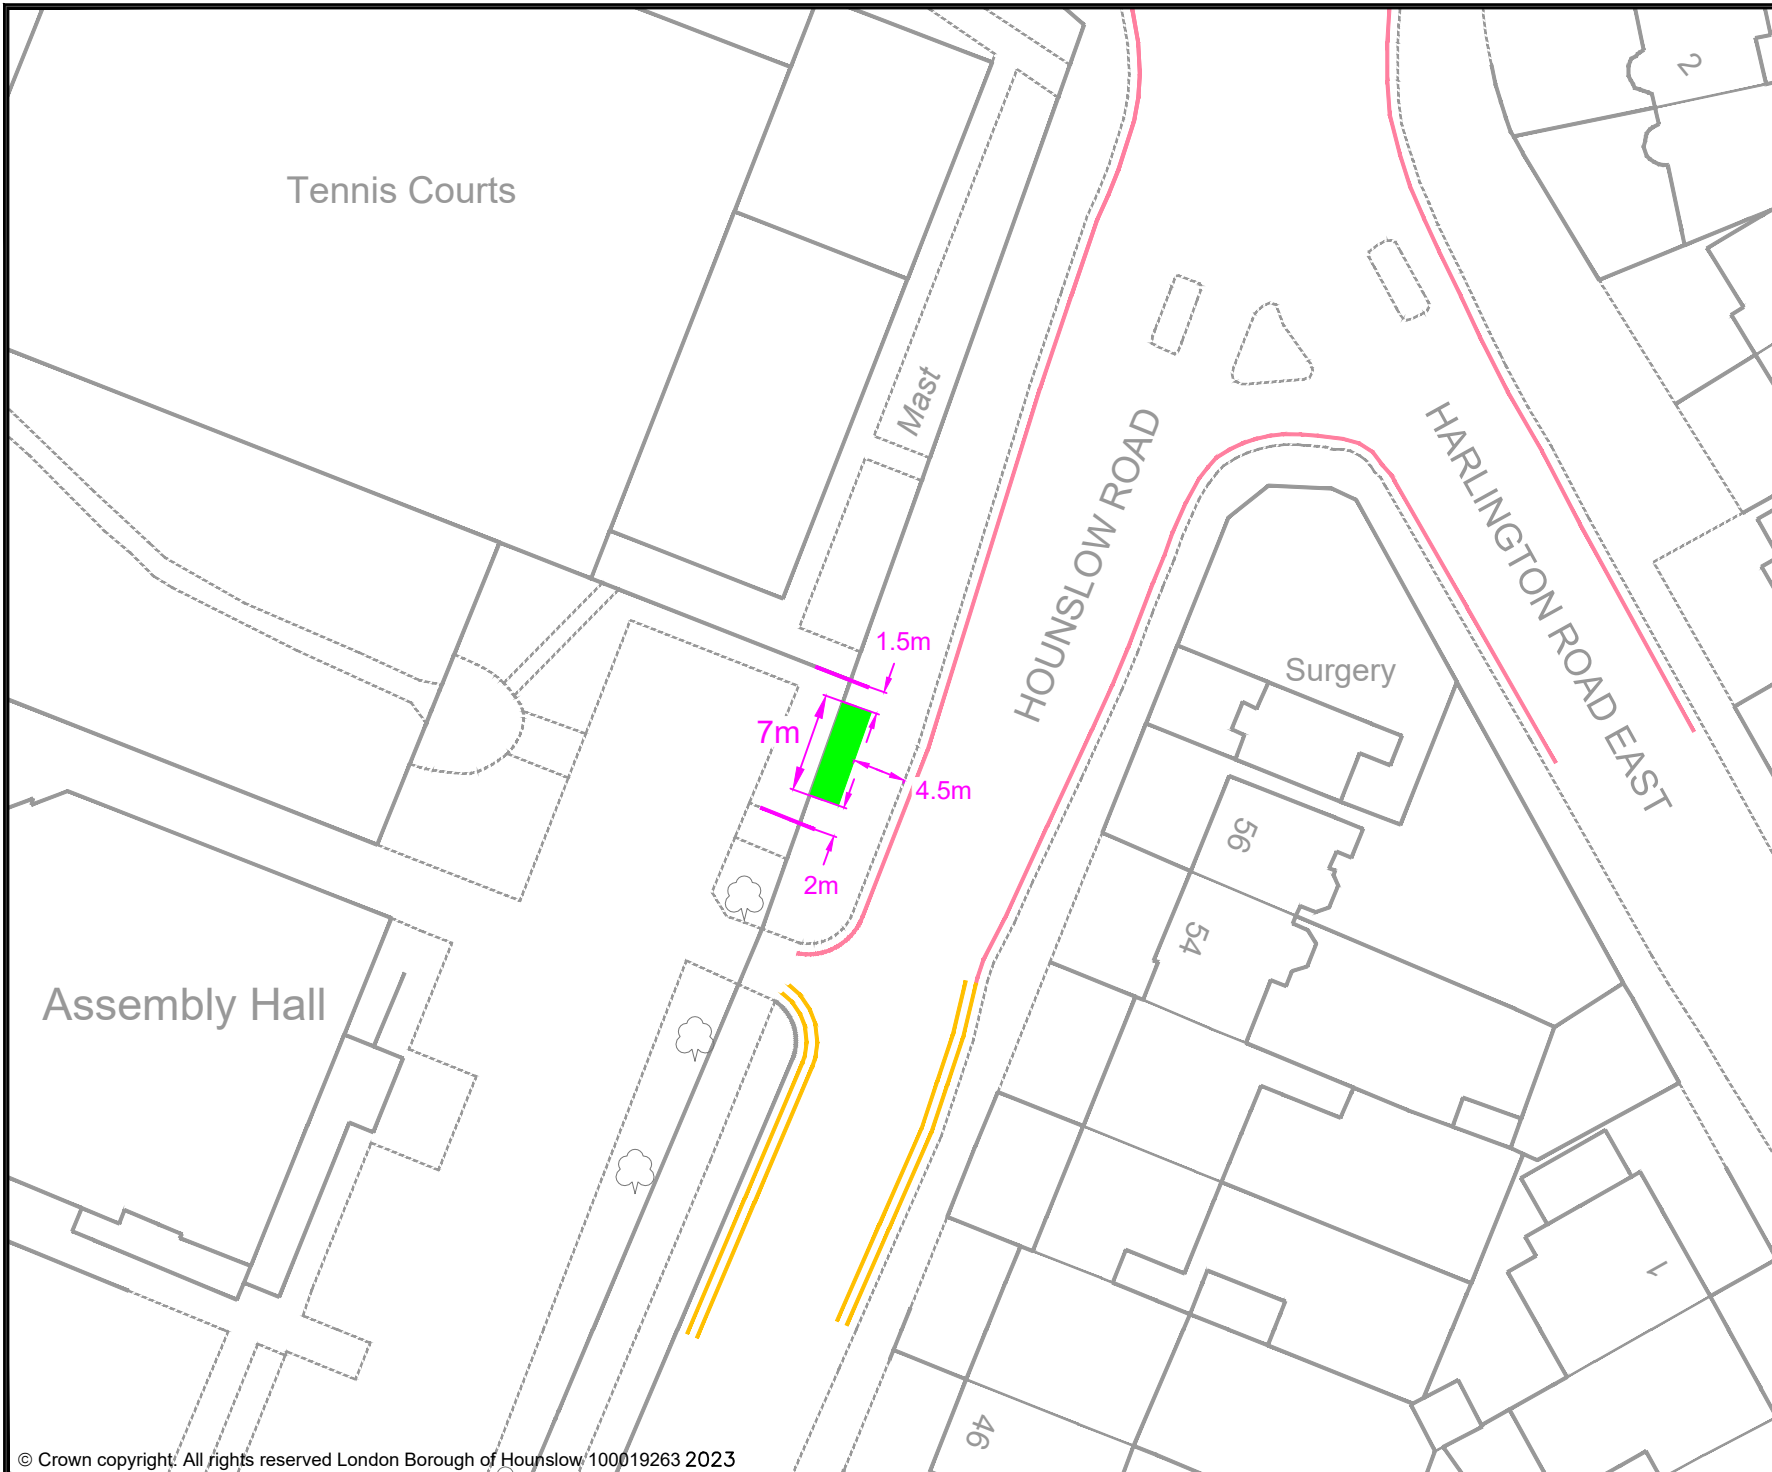 2
Tennis Courts
Mast
HOUNSLOW ROAD
HARLINGTON ROAD EAST
1.5m
Surgery
7m
4.5m
56
2m
54
Assembly Hall
1
46
© Crown copyright. All rights reserved London Borough of Hounslow 100019263 2023